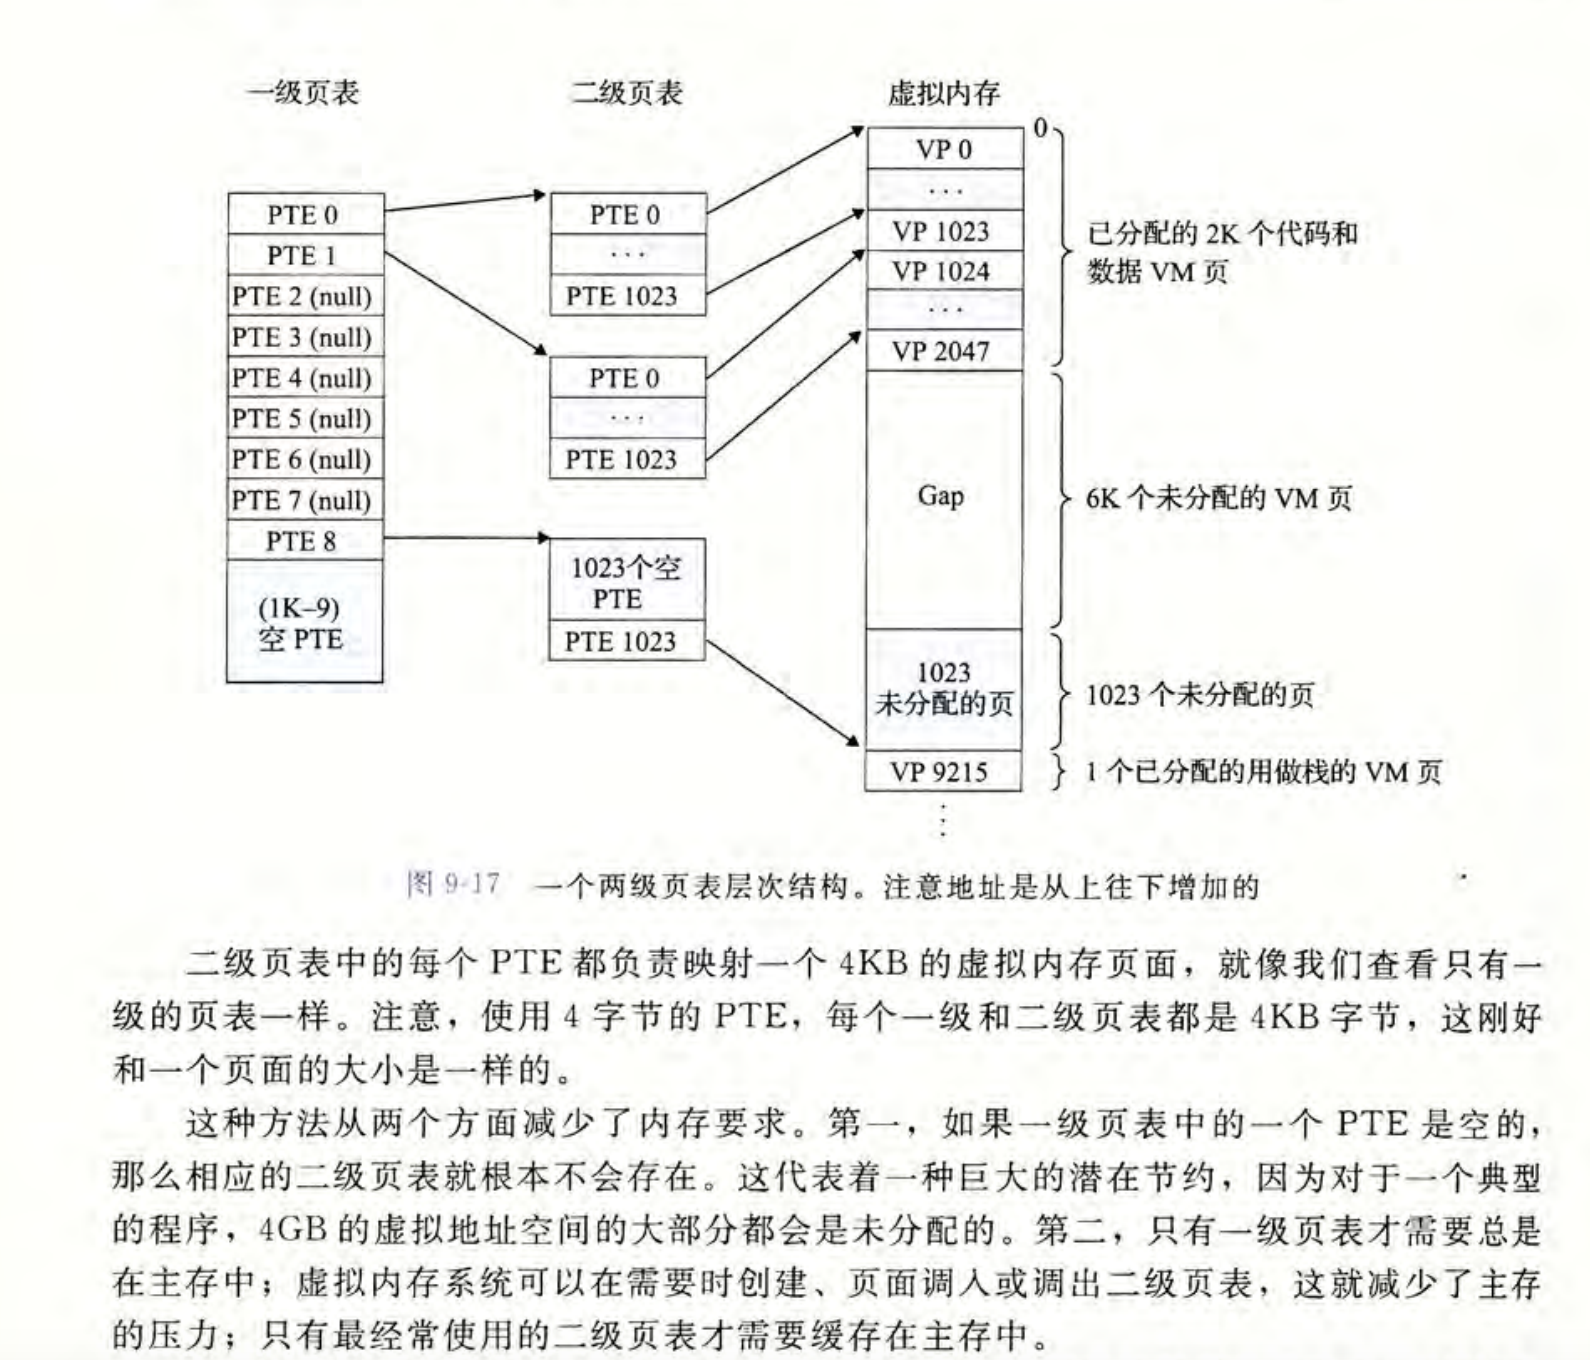 一级页表
二级页表
虚拟内存
PTE 0
PTE 1
PTE 2 (null)
PTE 3 (null)
PTE 4 (null)
PTE 5 (null)
PTE 6 (null)
PTE 7 (null)
PTE 8
(1K–9)
空 PTE
PTE 0
···
PTE 1023
PTE 0
···
PTE 1023
1023个空
PTE
PTE 1023
0
VP 0
···
VP 1023
VP 1024
···
VP 2047
Gap
1023
未分配的页
VP 9215
⋮
已分配的 2K 个代码和
数据 VM 页
6K 个未分配的 VM 页
1023 个未分配的页
1 个已分配的用做栈的 VM 页
图 9-17 一个两级页表层次结构。注意地址是从上往下增加的
二级页表中的每个 PTE 都负责映射一个 4KB 的虚拟内存页面，就像我们查看只有一
级的页表一样。注意，使用 4 字节的 PTE，每个一级和二级页表都是 4KB 字节，这刚好
和一个页面的大小是一样的。
这种方法从两个方面减少了内存要求。第一，如果一级页表中的一个 PTE 是空的，
那么相应的二级页表就根本不会存在。这代表着一种巨大的潜在节约，因为对于一个典型
的程序，4GB 的虚拟地址空间的大部分都会是未分配的。第二，只有一级页表才需要总是
在主存中；虚拟内存系统可以在需要时创建、页面调入或调出二级页表，这就减少了主存
的压力；只有最经常使用的二级页表才需要缓存在主存中。